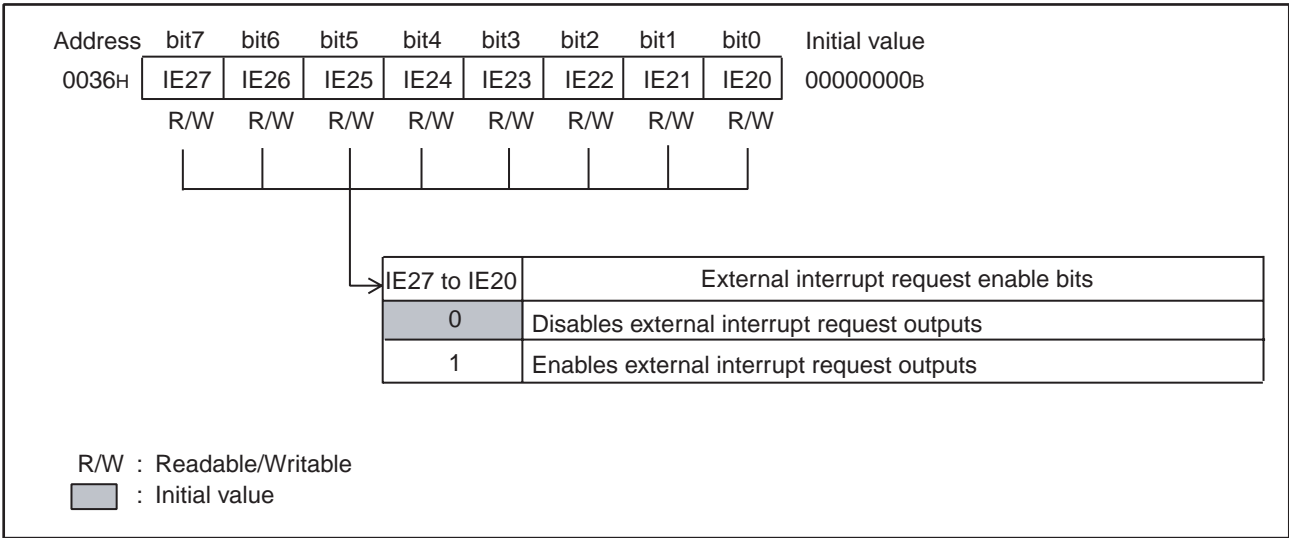 Address bit7 bit6 bit5 bit4 bit3 bit2 bit1 bit0 Initial value
0036H IE27 IE26 IE25 IE24 IE23 IE22 IE21 IE20 00000000B
R/W R/W R/W R/W R/W R/W R/W R/W
IE27 to IE20 External interrupt request enable bits
0 Disables external interrupt request outputs
1 Enables external interrupt request outputs
R/W : Readable/Writable
: Initial value